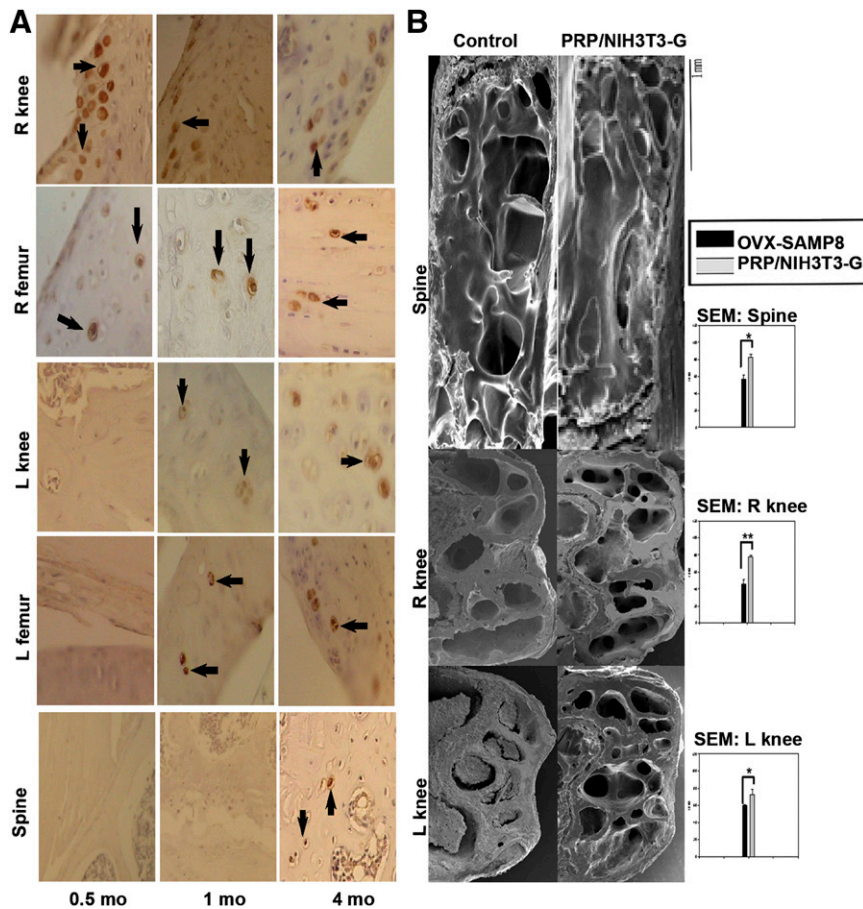 A
B
Control PRP/NIH3T3-G
R knee
R femur
L knee
L femur
Spine
0.5 mo 1 mo 4 mo
Spine
R knee
L knee
1mm
OVX-SAMP8
PRP/NIH3T3-G
SEM: Spine
*
SEM: R knee
**
SEM: L knee
*